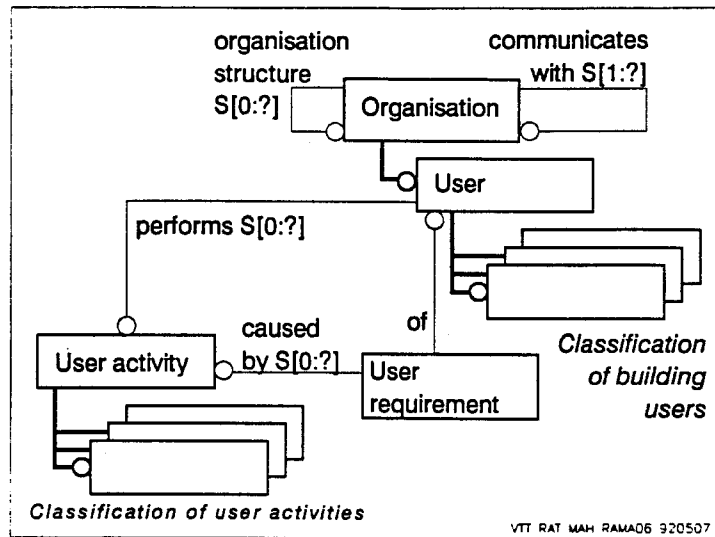 organisation
structure
S[0:?]
communicates
with S[1:?]
Organisation
User
performs S[0:?]
User activity
caused
by S[0:?]
of
User
requirement
Classification
of building
users
Classification of user activities
VTT RAT MAH RAMA06 920507